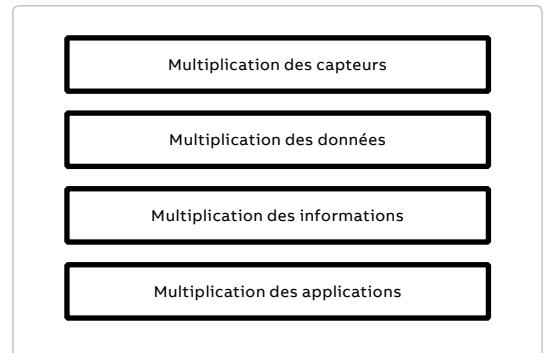 Multiplication des capteurs
Multiplication des données
Multiplication des informations
Multiplication des applications